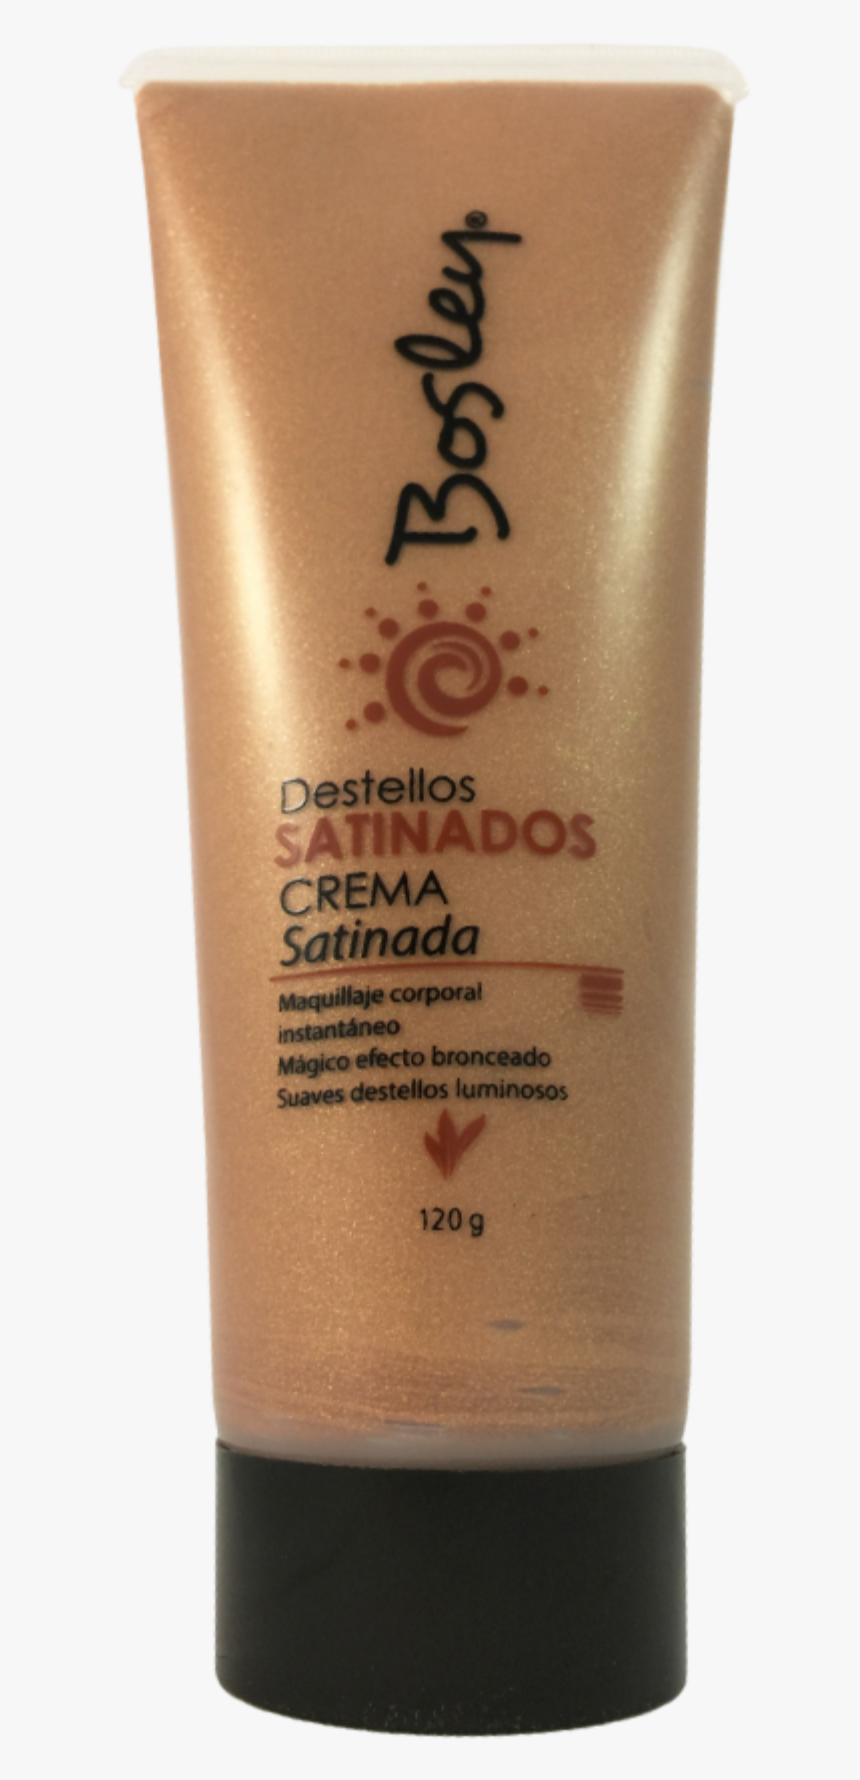 Bosley®
Destellos
SATINADOS
CREMA
Satinada
Maquillaje corporal
instantáneo
Mágico efecto bronceado
Suaves destellos luminosos
120 g